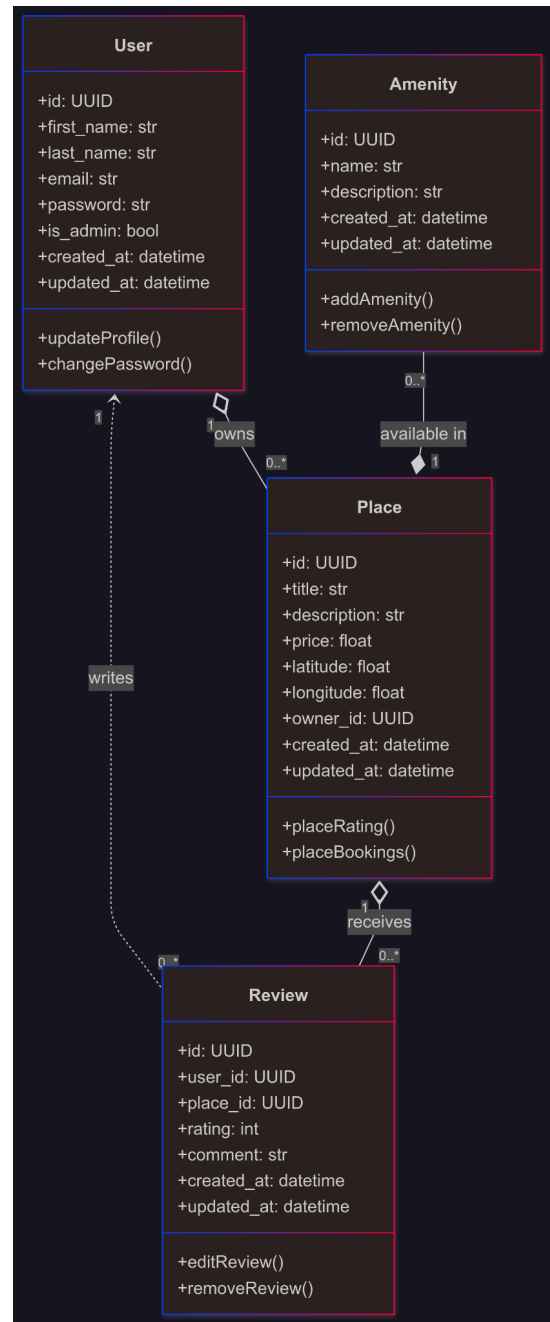 User
+id: UUID
+first_name: str
+last_name: str
+email: str
+password: str
+is_admin: bool
+created_at: datetime
+updated_at: datetime
+updateProfile()
+changePassword()
Amenity
+id: UUID
+name: str
+description: str
+created_at: datetime
+updated_at: datetime
+addAmenity()
+removeAmenity()
1
1
owns
0..*
0..*
available in
1
Place
+id: UUID
+title: str
+description: str
+price: float
+latitude: float
+longitude: float
+owner_id: UUID
+created_at: datetime
+updated_at: datetime
+placeRating()
+placeBookings()
writes
1
receives
0..*
0..*
Review
+id: UUID
+user_id: UUID
+place_id: UUID
+rating: int
+comment: str
+created_at: datetime
+updated_at: datetime
+editReview()
+removeReview()